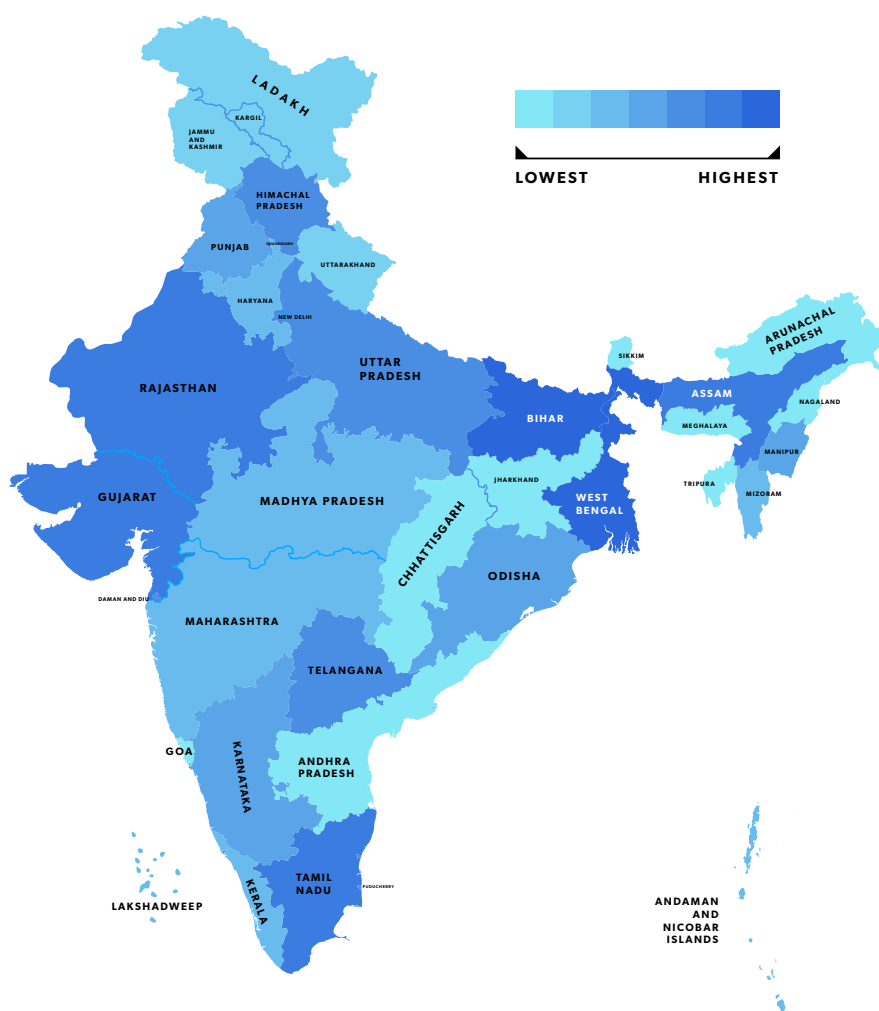 LADAKH
KARGIL
JAMMU
AND
KASHMIR
LOWEST HIGHEST
HIMACHAL
PRADESH
PUNJAB
CHANDIGARH
UTTARAKHAND
HARYANA
NEW DELHI
ARUNACHAL
PRADESH
SIKKIM
UTTAR
PRADESH
RAJASTHAN
ASSAM
NAGALAND
BIHAR
MEGHALAYA
MANIPUR
JHARKHAND
TRIPURA
MIZORAM
GUJARAT
MADHYA PRADESH
WEST
BENGAL
CHHATTISGARH
ODISHA
DAMAN AND DIU
MAHARASHTRA
TELANGANA
GOA
KARNATAKA
ANDHRA
PRADESH
TAMIL
NADU
PUDUCHERRY
KERALA
LAKSHADWEEP
ANDAMAN
AND
NICOBAR
ISLANDS